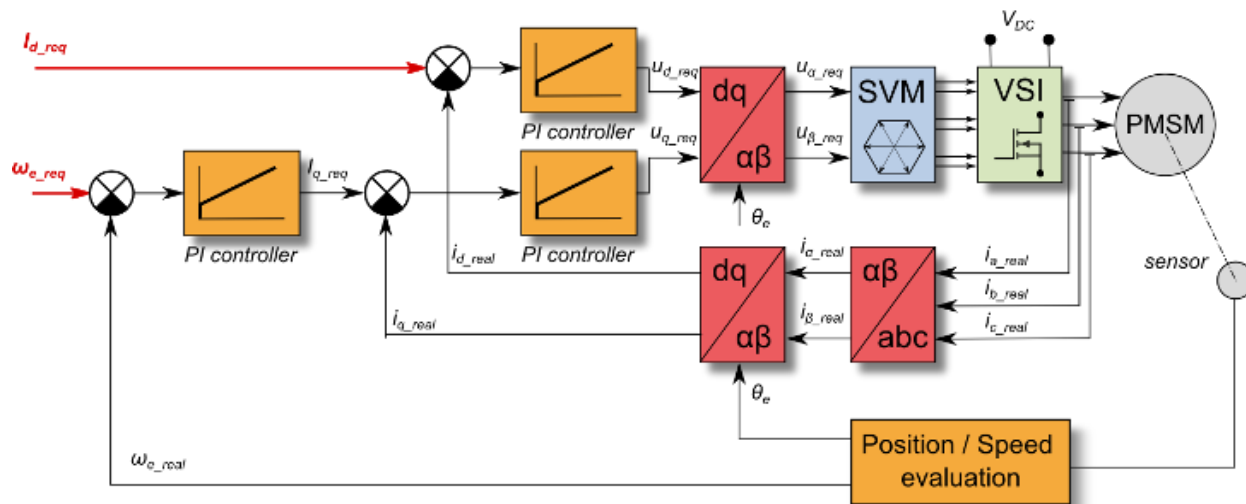 I_d_req
PI controller
u_d_req
u_q_req
dq
αβ
θ_e
u_α_req
u_β_req
SVM
V_DC
VSI
PMSM
sensor
ω_e_req
PI controller
I_q_req
PI controller
i_d_real
i_q_real
dq
αβ
θ_e
i_α_real
i_β_real
αβ
abc
i_a_real
i_b_real
i_c_real
ω_e_real
Position / Speed
evaluation